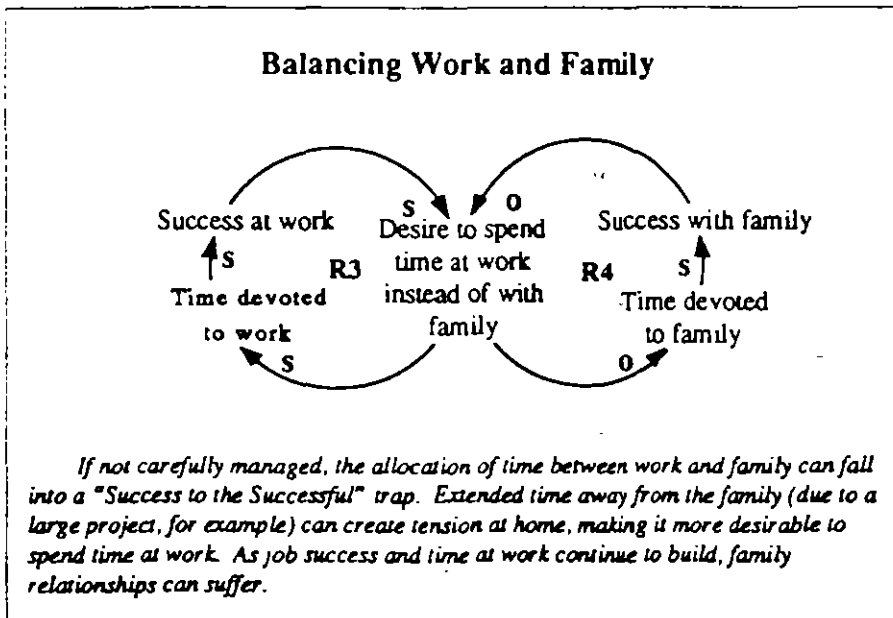 Balancing Work and Family
S O
Success at work Desire to spend Success with family
S R3 time at work R4 S
Time devoted instead of with Time devoted
to work family to family
S O
If not carefully managed, the allocation of time between work and family can fall
into a "Success to the Successful" trap. Extended time away from the family (due to a
large project, for example) can create tension at home, making it more desirable to
spend time at work. As job success and time at work continue to build, family
relationships can suffer.